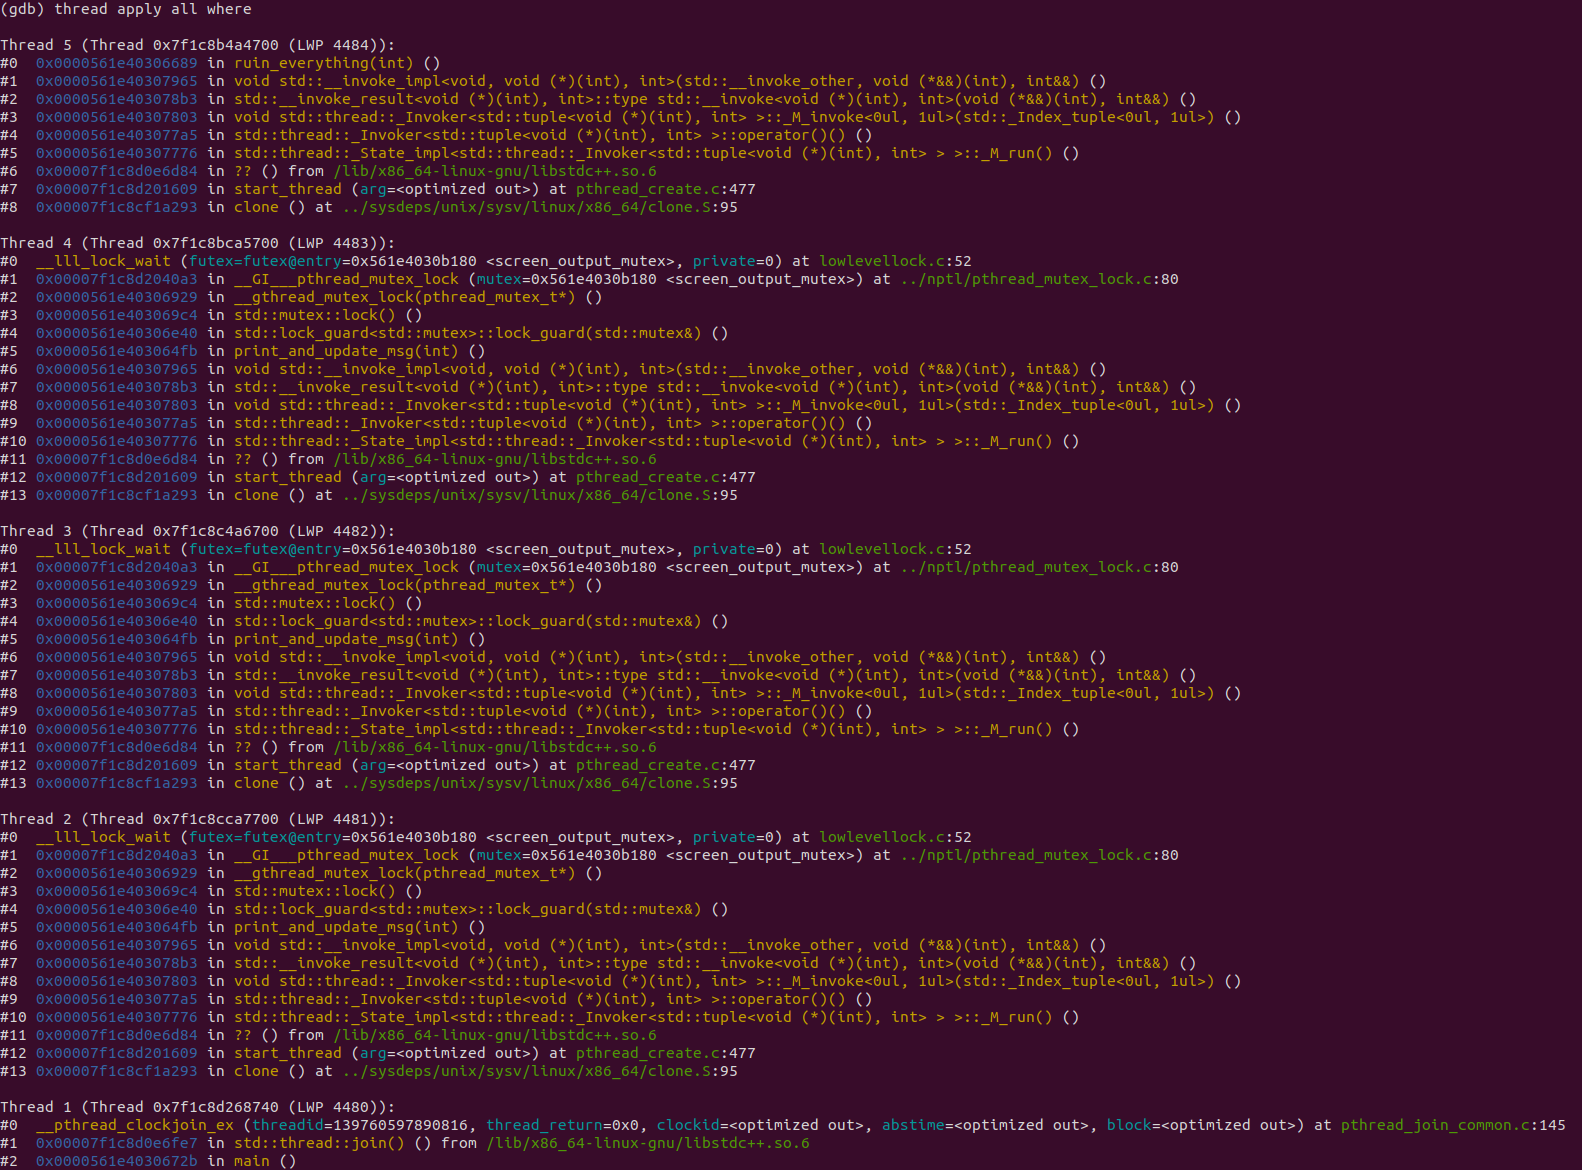 (gdb) thread apply all where
Thread 5 (Thread 0x7f1c8b4a4700 (LWP 4484)):
#0  0x0000561e40306689 in ruin_everything(int) ()
#1  0x0000561e40307965 in void std::__invoke_impl<void, void (*)(int), int>(std::__invoke_other, void (*&&)(int), int&&) ()
#2  0x0000561e403078b3 in std::__invoke_result<void (*)(int), int>::type std::__invoke<void (*)(int), int>(void (*&&)(int), int&&) ()
#3  0x0000561e40307803 in void std::thread::_Invoker<std::tuple<void (*)(int), int> >::_M_invoke<0ul, 1ul>(std::_Index_tuple<0ul, 1ul>) ()
#4  0x0000561e403077a5 in std::thread::_Invoker<std::tuple<void (*)(int), int> >::operator()() ()
#5  0x0000561e40307776 in std::thread::_State_impl<std::thread::_Invoker<std::tuple<void (*)(int), int> > >::_M_run() ()
#6  0x00007f1c8d0e6d84 in ?? () from /lib/x86_64-linux-gnu/libstdc++.so.6
#7  0x00007f1c8d201609 in start_thread (arg=<optimized out>) at pthread_create.c:477
#8  0x00007f1c8cf1a293 in clone () at ../sysdeps/unix/sysv/linux/x86_64/clone.S:95
Thread 4 (Thread 0x7f1c8bca5700 (LWP 4483)):
#0  __lll_lock_wait (futex=futex@entry=0x561e4030b180 <screen_output_mutex>, private=0) at lowlevellock.c:52
#1  0x00007f1c8d2040a3 in __GI___pthread_mutex_lock (mutex=0x561e4030b180 <screen_output_mutex>) at ../nptl/pthread_mutex_lock.c:80
#2  0x0000561e40306929 in __gthread_mutex_lock(pthread_mutex_t*) ()
#3  0x0000561e403069c4 in std::mutex::lock() ()
#4  0x0000561e40306e40 in std::lock_guard<std::mutex>::lock_guard(std::mutex&) ()
#5  0x0000561e403064fb in print_and_update_msg(int) ()
#6  0x0000561e40307965 in void std::__invoke_impl<void, void (*)(int), int>(std::__invoke_other, void (*&&)(int), int&&) ()
#7  0x0000561e403078b3 in std::__invoke_result<void (*)(int), int>::type std::__invoke<void (*)(int), int>(void (*&&)(int), int&&) ()
#8  0x0000561e40307803 in void std::thread::_Invoker<std::tuple<void (*)(int), int> >::_M_invoke<0ul, 1ul>(std::_Index_tuple<0ul, 1ul>) ()
#9  0x0000561e403077a5 in std::thread::_Invoker<std::tuple<void (*)(int), int> >::operator()() ()
#10 0x0000561e40307776 in std::thread::_State_impl<std::thread::_Invoker<std::tuple<void (*)(int), int> > >::_M_run() ()
#11 0x00007f1c8d0e6d84 in ?? () from /lib/x86_64-linux-gnu/libstdc++.so.6
#12 0x00007f1c8d201609 in start_thread (arg=<optimized out>) at pthread_create.c:477
#13 0x00007f1c8cf1a293 in clone () at ../sysdeps/unix/sysv/linux/x86_64/clone.S:95
Thread 3 (Thread 0x7f1c8c4a6700 (LWP 4482)):
#0  __lll_lock_wait (futex=futex@entry=0x561e4030b180 <screen_output_mutex>, private=0) at lowlevellock.c:52
#1  0x00007f1c8d2040a3 in __GI___pthread_mutex_lock (mutex=0x561e4030b180 <screen_output_mutex>) at ../nptl/pthread_mutex_lock.c:80
#2  0x0000561e40306929 in __gthread_mutex_lock(pthread_mutex_t*) ()
#3  0x0000561e403069c4 in std::mutex::lock() ()
#4  0x0000561e40306e40 in std::lock_guard<std::mutex>::lock_guard(std::mutex&) ()
#5  0x0000561e403064fb in print_and_update_msg(int) ()
#6  0x0000561e40307965 in void std::__invoke_impl<void, void (*)(int), int>(std::__invoke_other, void (*&&)(int), int&&) ()
#7  0x0000561e403078b3 in std::__invoke_result<void (*)(int), int>::type std::__invoke<void (*)(int), int>(void (*&&)(int), int&&) ()
#8  0x0000561e40307803 in void std::thread::_Invoker<std::tuple<void (*)(int), int> >::_M_invoke<0ul, 1ul>(std::_Index_tuple<0ul, 1ul>) ()
#9  0x0000561e403077a5 in std::thread::_Invoker<std::tuple<void (*)(int), int> >::operator()() ()
#10 0x0000561e40307776 in std::thread::_State_impl<std::thread::_Invoker<std::tuple<void (*)(int), int> > >::_M_run() ()
#11 0x00007f1c8d0e6d84 in ?? () from /lib/x86_64-linux-gnu/libstdc++.so.6
#12 0x00007f1c8d201609 in start_thread (arg=<optimized out>) at pthread_create.c:477
#13 0x00007f1c8cf1a293 in clone () at ../sysdeps/unix/sysv/linux/x86_64/clone.S:95
Thread 2 (Thread 0x7f1c8cca7700 (LWP 4481)):
#0  __lll_lock_wait (futex=futex@entry=0x561e4030b180 <screen_output_mutex>, private=0) at lowlevellock.c:52
#1  0x00007f1c8d2040a3 in __GI___pthread_mutex_lock (mutex=0x561e4030b180 <screen_output_mutex>) at ../nptl/pthread_mutex_lock.c:80
#2  0x0000561e40306929 in __gthread_mutex_lock(pthread_mutex_t*) ()
#3  0x0000561e403069c4 in std::mutex::lock() ()
#4  0x0000561e40306e40 in std::lock_guard<std::mutex>::lock_guard(std::mutex&) ()
#5  0x0000561e403064fb in print_and_update_msg(int) ()
#6  0x0000561e40307965 in void std::__invoke_impl<void, void (*)(int), int>(std::__invoke_other, void (*&&)(int), int&&) ()
#7  0x0000561e403078b3 in std::__invoke_result<void (*)(int), int>::type std::__invoke<void (*)(int), int>(void (*&&)(int), int&&) ()
#8  0x0000561e40307803 in void std::thread::_Invoker<std::tuple<void (*)(int), int> >::_M_invoke<0ul, 1ul>(std::_Index_tuple<0ul, 1ul>) ()
#9  0x0000561e403077a5 in std::thread::_Invoker<std::tuple<void (*)(int), int> >::operator()() ()
#10 0x0000561e40307776 in std::thread::_State_impl<std::thread::_Invoker<std::tuple<void (*)(int), int> > >::_M_run() ()
#11 0x00007f1c8d0e6d84 in ?? () from /lib/x86_64-linux-gnu/libstdc++.so.6
#12 0x00007f1c8d201609 in start_thread (arg=<optimized out>) at pthread_create.c:477
#13 0x00007f1c8cf1a293 in clone () at ../sysdeps/unix/sysv/linux/x86_64/clone.S:95
Thread 1 (Thread 0x7f1c8d268740 (LWP 4480)):
#0  __pthread_clockjoin_ex (threadid=139760597890816, thread_return=0x0, clockid=<optimized out>, abstime=<optimized out>, block=<optimized out>) at pthread_join_common.c:145
#1  0x00007f1c8d0e6fe7 in std::thread::join() () from /lib/x86_64-linux-gnu/libstdc++.so.6
#2  0x0000561e4030672b in main ()